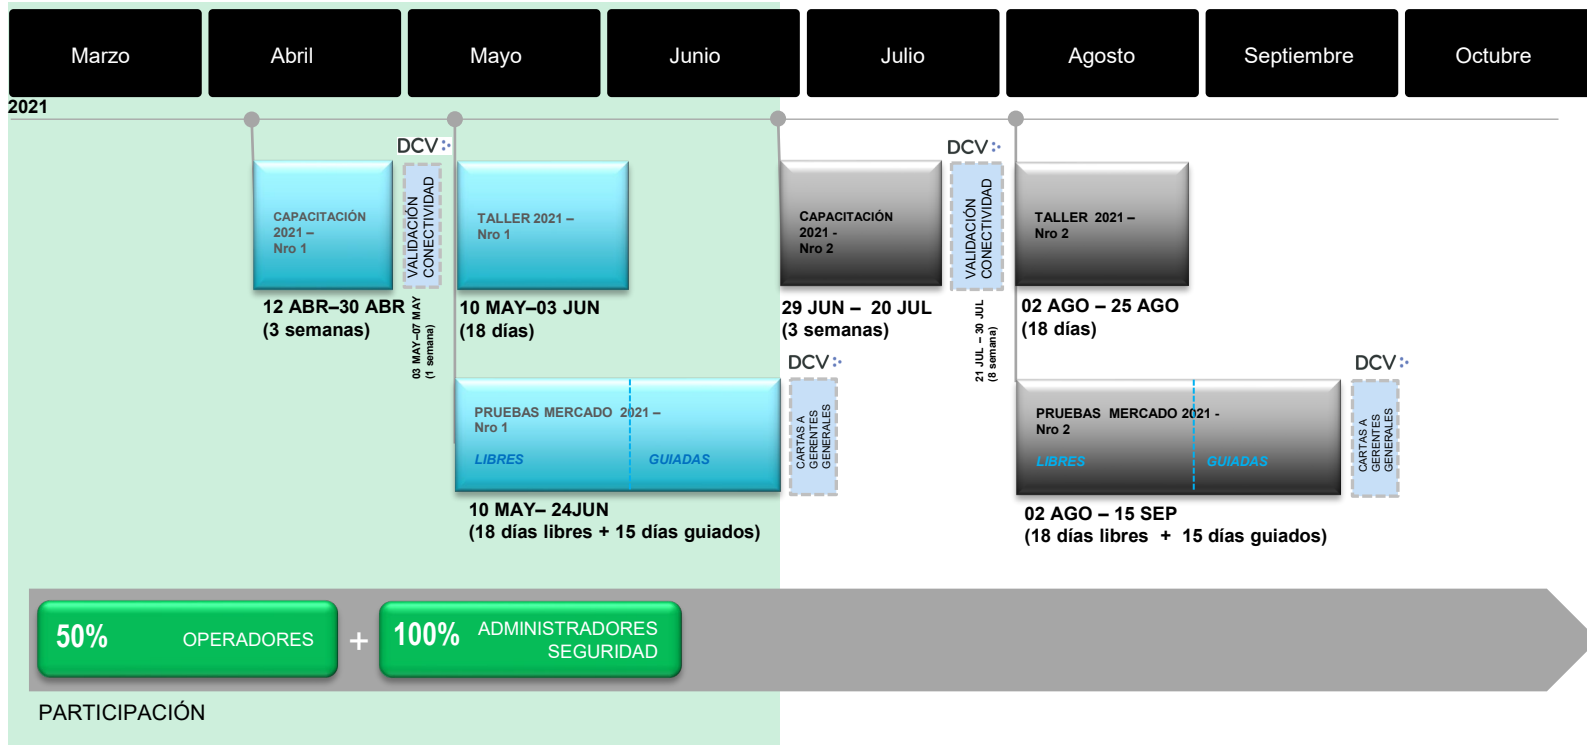 Marzo
Abril
Mayo
Junio
Julio
Agosto
Septiembre
Octubre
2021
DCV
DCV
CAPACITACIÓN
2021 –
Nro 1
VALIDACIÓN
CONECTIVIDAD
TALLER 2021 –
Nro 1
CAPACITACIÓN
2021 -
Nro 2
VALIDACIÓN
CONECTIVIDAD
TALLER 2021 –
Nro 2
12 ABR–30 ABR
(3 semanas)
03 MAY–07 MAY
(1 semana)
10 MAY–03 JUN
(18 días)
29 JUN – 20 JUL
(3 semanas)
21 JUL – 30 JUL
(8 semana)
02 AGO – 25 AGO
(18 días)
DCV
DCV
PRUEBAS MERCADO 2021 –
Nro 1
LIBRES
GUIADAS
CARTAS A
GERENTES
GENERALES
PRUEBAS MERCADO 2021 -
Nro 2
LIBRES
GUIADAS
CARTAS A
GERENTES
GENERALES
10 MAY– 24JUN
(18 días libres + 15 días guiados)
02 AGO – 15 SEP
(18 días libres + 15 días guiados)
50%
OPERADORES
+
100%
ADMINISTRADORES
SEGURIDAD
PARTICIPACIÓN